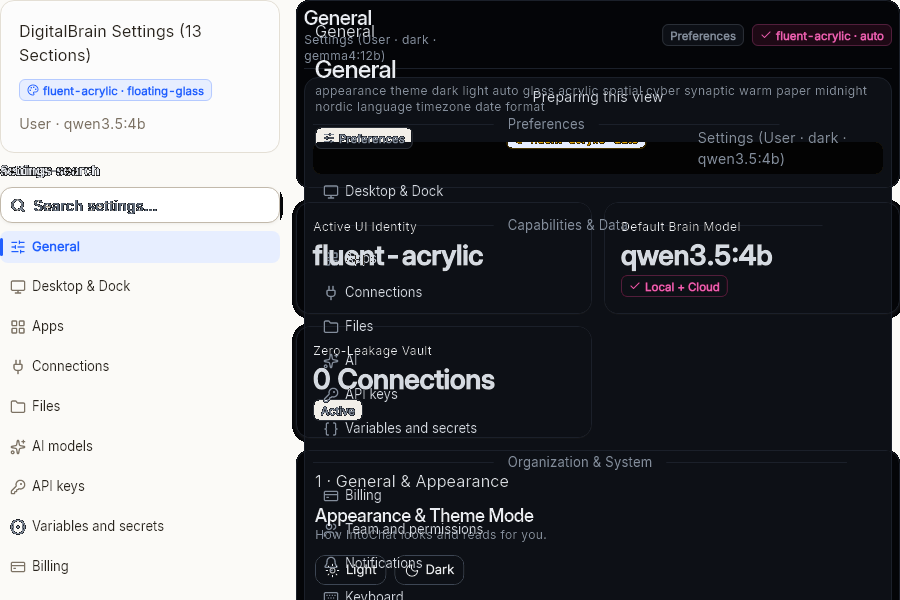 DigitalBrain Settings (13 Sections)
fluent-acrylic · floating-glass
User · qwen3.5:4b
Settings search
Search settings....
General
Desktop & Dock
Apps
Connections
Files
AI models
API keys
Variables and secrets
Billing
General
General
Settings (User · dark · gemma4:12b)
Preferences
fluent-acrylic · auto
General
appearance theme dark light auto glass acrylic spatial cyber synaptic warm paper midnight nordic language timezone date format
Preparing this view
Preferences
Preferences
Settings (User · dark · qwen3.5:4b)
Desktop & Dock
Active UI Identity
Capabilities & Data
Default Brain Model
fluent-acrylic
qwen3.5:4b
Local + Cloud
Connections
Files
Zero-Leakage Vault
AI
0 Connections
API keys
Active
Variables and secrets
Organization & System
1 · General & Appearance
Billing
Appearance & Theme Mode
Team and permissions
How IntoChat looks and reads for you.
Notifications
Light
Dark
Keyboard